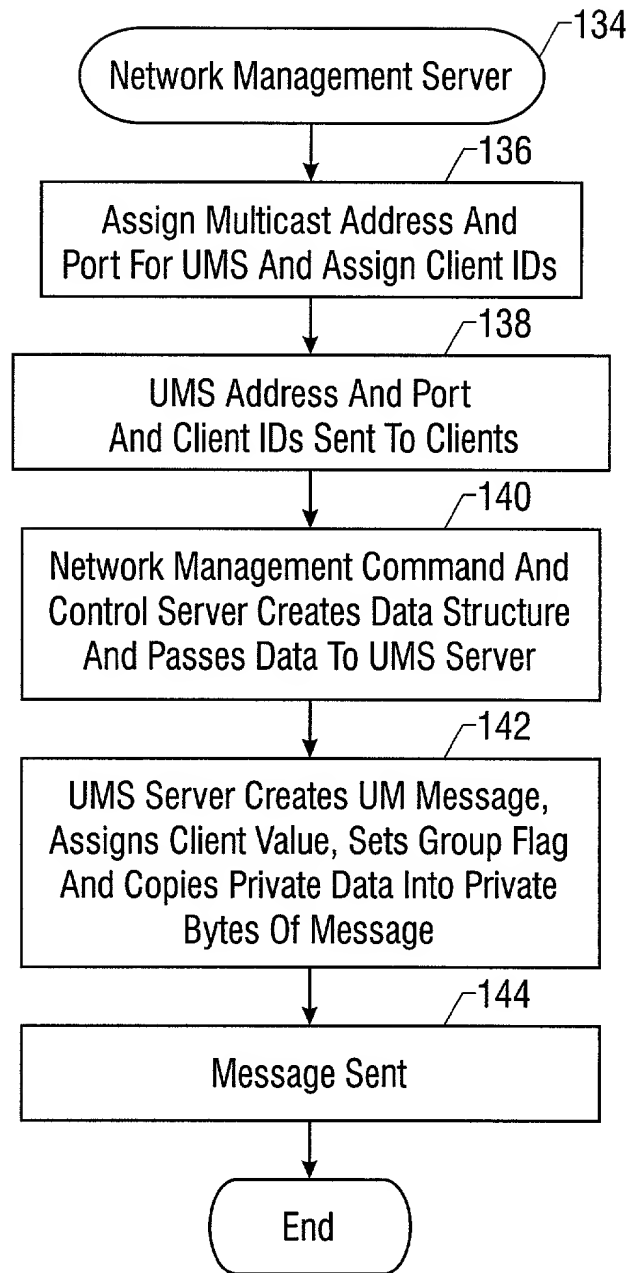 134
Network Management Server
136
Assign Multicast Address And
Port For UMS And Assign Client IDs
138
UMS Address And Port
And Client IDs Sent To Clients
140
Network Management Command And
Control Server Creates Data Structure
And Passes Data To UMS Server
142
UMS Server Creates UM Message,
Assigns Client Value, Sets Group Flag
And Copies Private Data Into Private
Bytes Of Message
144
Message Sent
End